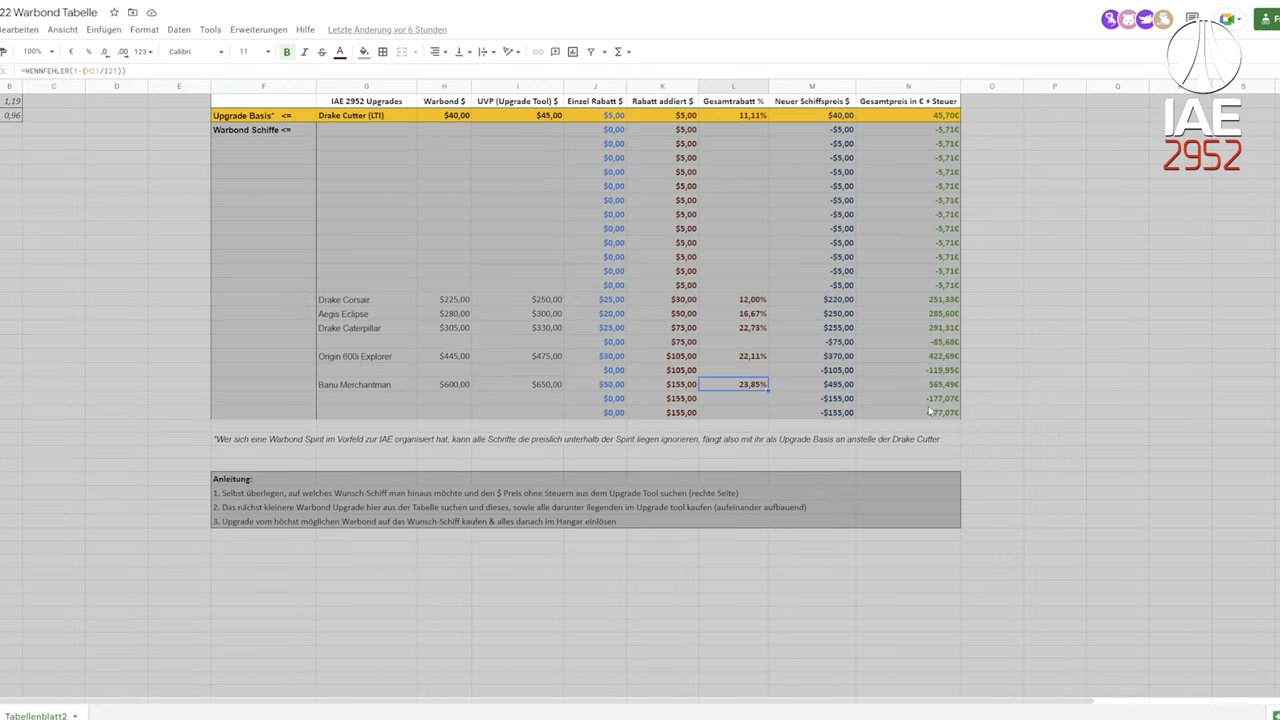 22 Warbond Tabelle
Bearbeiten Ansicht Einfügen Format Daten Tools Erweiterungen Hilfe Letzte Änderung vor 6 Stunden
100% € % .0 .00 123 Calibri 11 B I S A
=WENNFEHLER(1-(M21/I21))
B C D E F G H I J K L M N O P Q R S
1,19 IAE 2952 Upgrades Warbond $ UVP (Upgrade Tool) $ Einzel Rabatt $ Rabatt addiert $ Gesamtrabatt % Neuer Schiffspreis $ Gesamtpreis in € + Steuer
0,96 Upgrade Basis* <= Drake Cutter (LTI) $40,00 $45,00 $5,00 $5,00 11,11% $40,00 45,70€
Warbond Schiffe <= $0,00 $5,00 -$5,00 -5,71€
$0,00 $5,00 -$5,00 -5,71€
$0,00 $5,00 -$5,00 -5,71€
$0,00 $5,00 -$5,00 -5,71€
$0,00 $5,00 -$5,00 -5,71€
$0,00 $5,00 -$5,00 -5,71€
$0,00 $5,00 -$5,00 -5,71€
$0,00 $5,00 -$5,00 -5,71€
$0,00 $5,00 -$5,00 -5,71€
$0,00 $5,00 -$5,00 -5,71€
$0,00 $5,00 -$5,00 -5,71€
$0,00 $5,00 -$5,00 -5,71€
Drake Corsair $225,00 $250,00 $25,00 $30,00 12,00% $220,00 251,33€
Aegis Eclipse $280,00 $300,00 $20,00 $50,00 16,67% $250,00 285,60€
Drake Caterpillar $305,00 $330,00 $25,00 $75,00 22,73% $255,00 291,31€
$0,00 $75,00 -$75,00 -85,68€
Origin 600i Explorer $445,00 $475,00 $30,00 $105,00 22,11% $370,00 422,69€
$0,00 $105,00 -$105,00 -119,95€
Banu Merchantman $600,00 $650,00 $50,00 $155,00 23,85% $495,00 565,49€
$0,00 $155,00 -$155,00 -177,07€
$0,00 $155,00 -$155,00 -177,07€
*Wer sich eine Warbond Spirit im Vorfeld zur IAE organisiert hat, kann alle Schritte die preislich unterhalb der Spirit liegen ignorieren, fängt also mit ihr als Upgrade Basis an anstelle der Drake Cutter
Anleitung:
1. Selbst überlegen, auf welches Wunsch-Schiff man hinaus möchte und den $ Preis ohne Steuern aus dem Upgrade Tool suchen (rechte Seite)
2. Das nächst kleinere Warbond Upgrade hier aus der Tabelle suchen und dieses, sowie alle darunter liegenden im Upgrade tool kaufen (aufeinander aufbauend)
3. Upgrade vom höchst möglichen Warbond auf das Wunsch-Schiff kaufen & alles danach im Hangar einlösen
Tabellenblatt2
IAE
2952